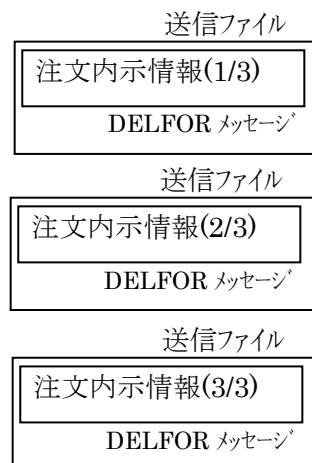 送信ファイル
注文内示情報(1/3)
DELFOR メッセージ
送信ファイル
注文内示情報(2/3)
DELFOR メッセージ
送信ファイル
注文内示情報(3/3)
DELFOR メッセージ